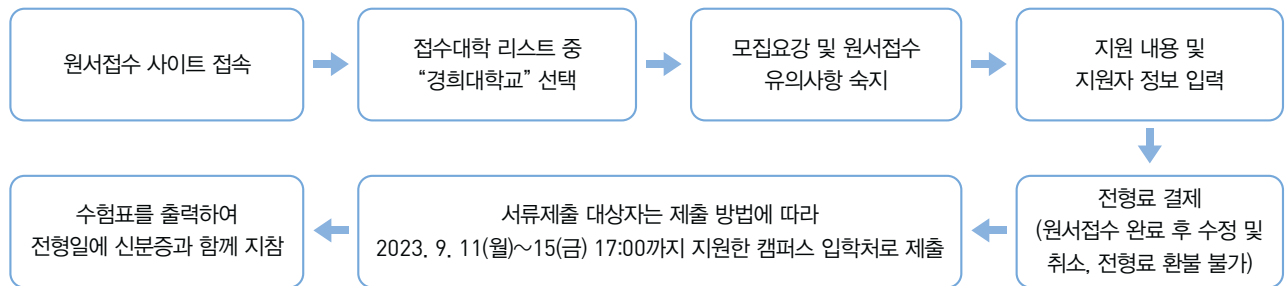 원서접수 사이트 접속
접수대학 리스트 중
“경희대학교” 선택
모집요강 및 원서접수
유의사항 숙지
지원 내용 및
지원자 정보 입력
전형료 결제
(원서접수 완료 후 수정 및
취소, 전형료 환불 불가)
서류제출 대상자는 제출 방법에 따라
2023. 9. 11(월)~15(금) 17:00까지 지원한 캠퍼스 입학처로 제출
수험표를 출력하여
전형일에 신분증과 함께 지참